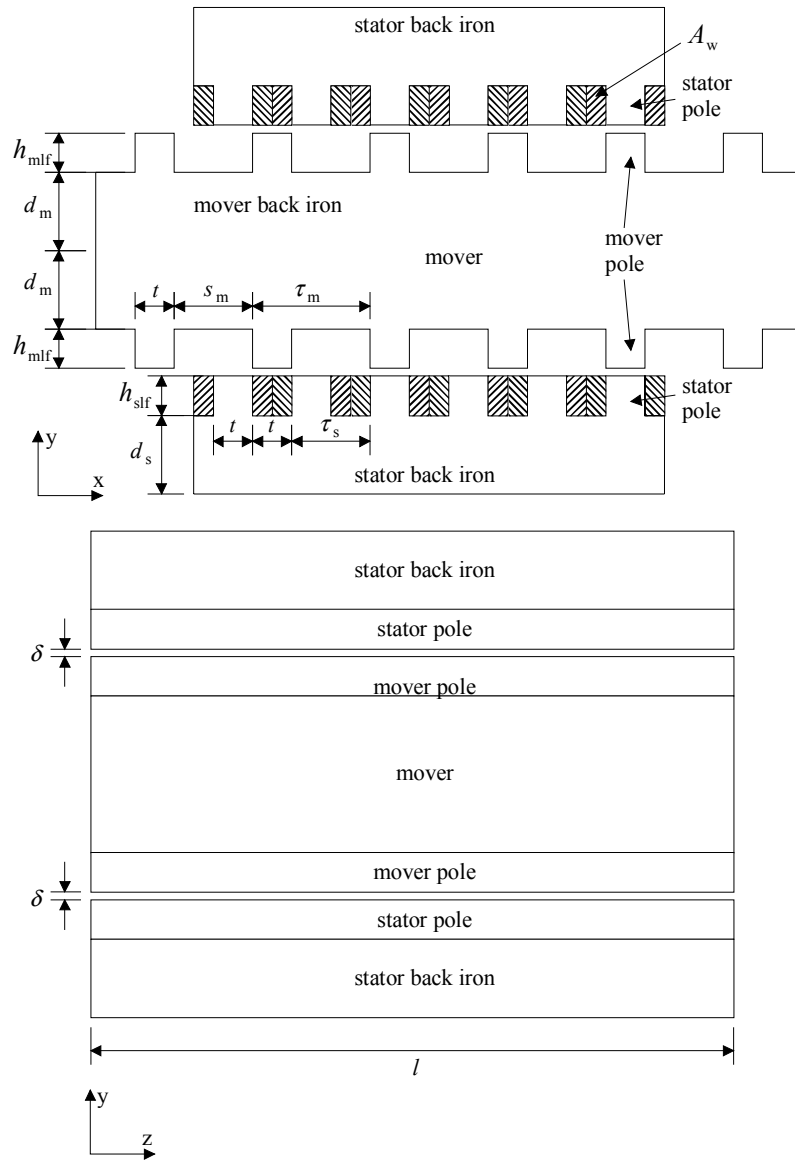 stator back iron
A_w
stator
pole
h_mlf
d_m
mover back iron
mover
mover
pole
d_m
t
s_m
τ_m
h_mlf
h_slf
stator
pole
t
t
τ_s
d_s
stator back iron
y
x
stator back iron
stator pole
δ
mover pole
mover
mover pole
δ
stator pole
stator back iron
l
y
z